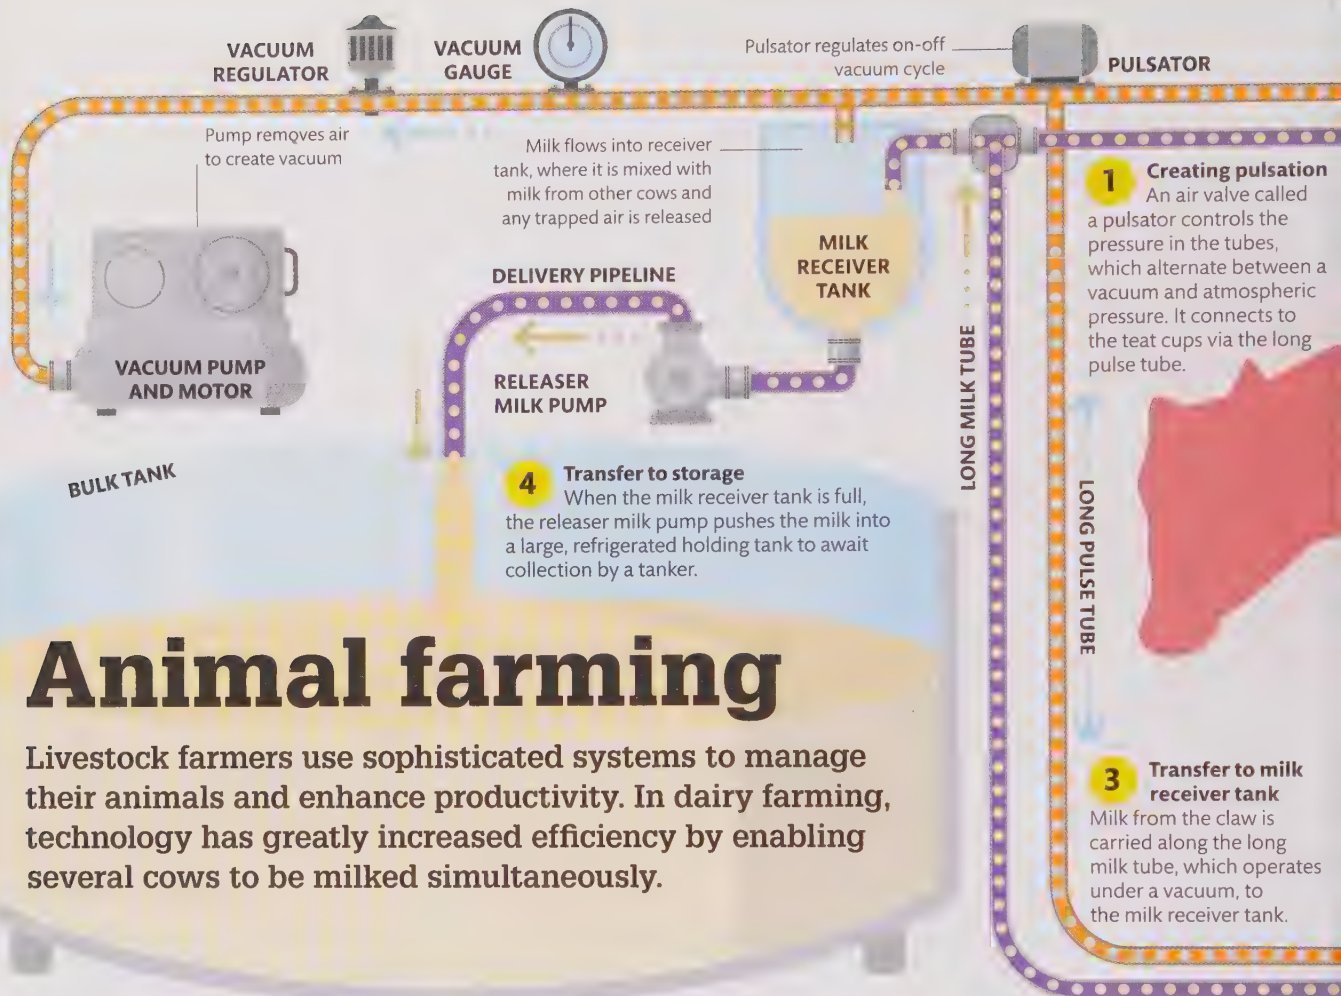 VACUUM
REGULATOR
VACUUM
GAUGE
Pulsator regulates on-off
vacuum cycle
PULSATOR
Pump removes air
to create vacuum
Milk flows into receiver
tank, where it is mixed with
milk from other cows and
any trapped air is released
MILK
RECEIVER
TANK
1 Creating pulsation
An air valve called
a pulsator controls the
pressure in the tubes,
which alternate between a
vacuum and atmospheric
pressure. It connects to
the teat cups via the long
pulse tube.
DELIVERY PIPELINE
VACUUM PUMP
AND MOTOR
RELEASER
MILK PUMP
LONG MILK TUBE
LONG PULSE TUBE
BULK TANK
4 Transfer to storage
When the milk receiver tank is full,
the releaser milk pump pushes the milk into
a large, refrigerated holding tank to await
collection by a tanker.
Animal farming
Livestock farmers use sophisticated systems to manage
their animals and enhance productivity. In dairy farming,
technology has greatly increased efficiency by enabling
several cows to be milked simultaneously.
3 Transfer to milk
receiver tank
Milk from the claw is
carried along the long
milk tube, which operates
under a vacuum, to
the milk receiver tank.